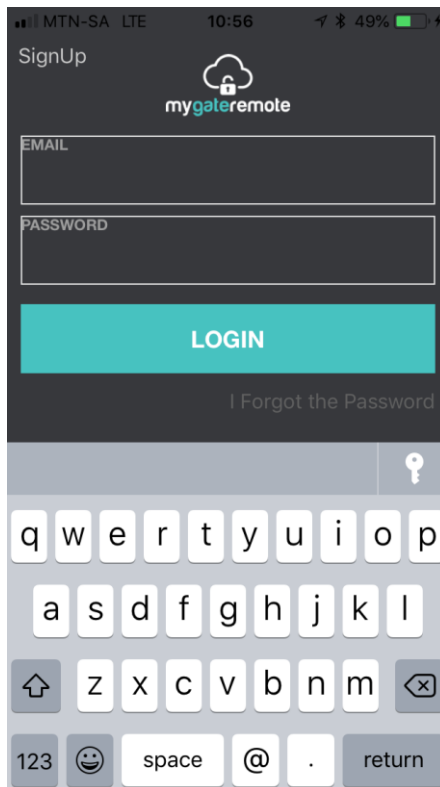 MTN-SA LTE 10:56 49%
SignUp
mygateremote
EMAIL
PASSWORD
LOGIN
I Forgot the Password
q w e r t y u i o p
a s d f g h j k l
z x c v b n m
123 space @ . return